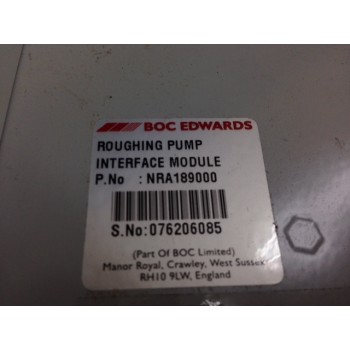 BOC EDWARDS
ROUGHING PUMP
INTERFACE MODULE
P.No : NRA189000
S.No:076206085
(Part Of BOC Limited)
Manor Royal, Crawley, West Sussex
RH10 9LW, England